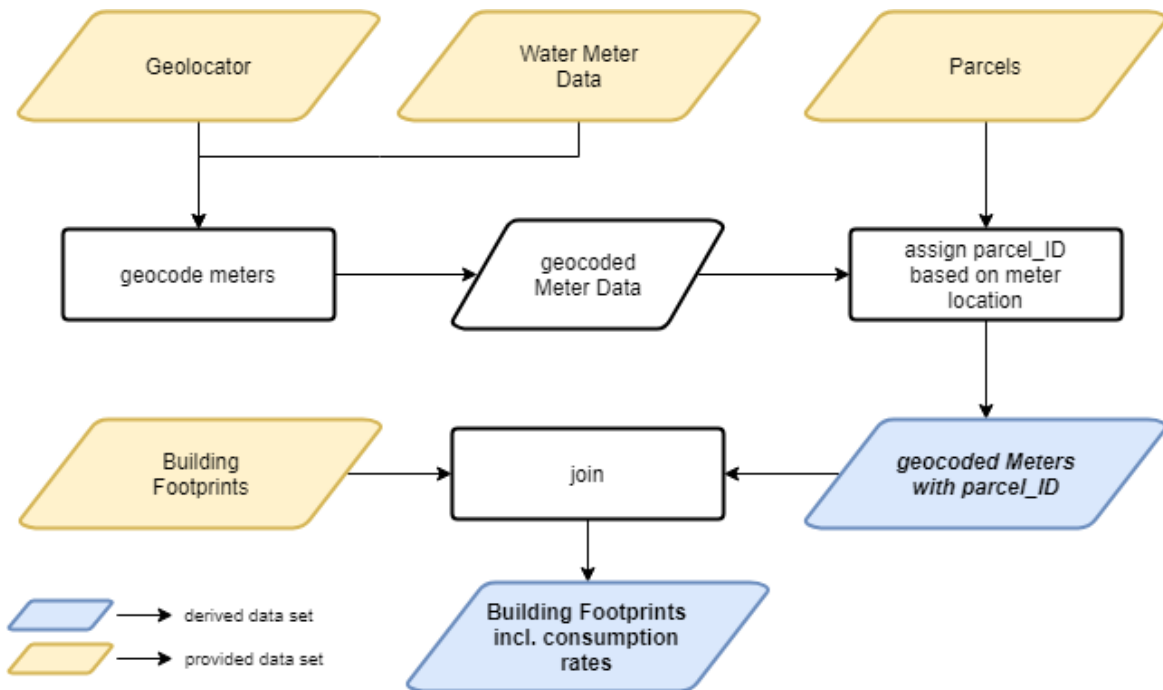 Geolocator
Water Meter
Data
Parcels
geocode meters
geocoded
Meter Data
assign parcel_ID
based on meter
location
Building
Footprints
join
geocoded Meters
with parcel_ID
Building Footprints
incl. consumption
rates
derived data set
provided data set